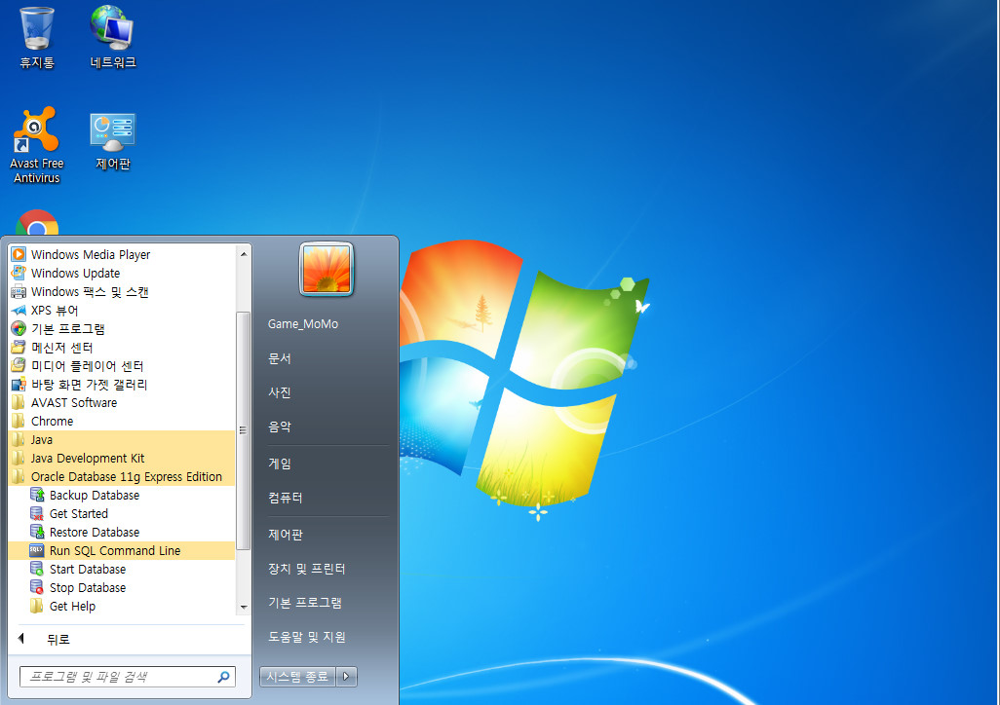 휴지통
네트워크
Avast Free
Antivirus
제어판
Windows Media Player
Windows Update
Windows 팩스 및 스캔
XPS 뷰어
기본 프로그램
메신저 센터
미디어 플레이어 센터
바탕 화면 가젯 갤러리
AVAST Software
Chrome
Java
Java Development Kit
Oracle Database 11g Express Edition
Backup Database
Get Started
Restore Database
Run SQL Command Line
Start Database
Stop Database
Get Help
뒤로
프로그램 및 파일 검색
Game_MoMo
문서
사진
음악
게임
컴퓨터
제어판
장치 및 프린터
기본 프로그램
도움말 및 지원
시스템 종료